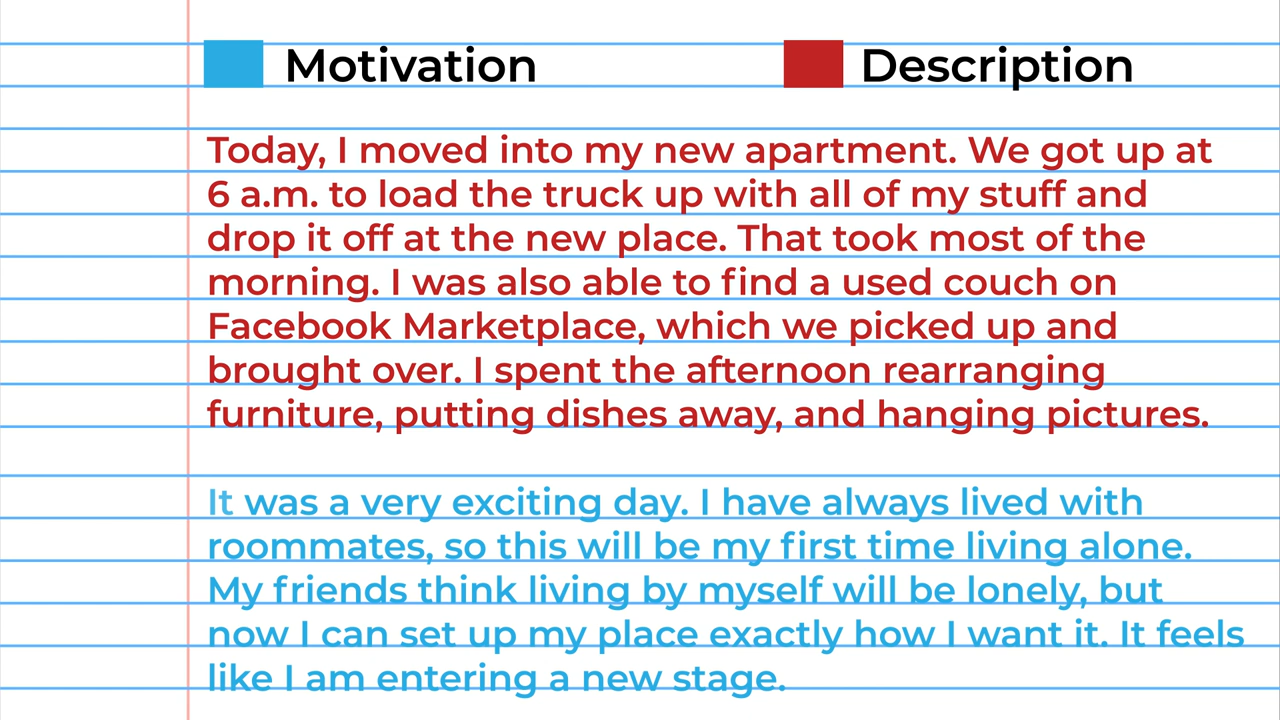 Motivation
Description
Today, I moved into my new apartment. We got up at
6 a.m. to load the truck up with all of my stuff and
drop it off at the new place. That took most of the
morning. I was also able to find a used couch on
Facebook Marketplace, which we picked up and
brought over. I spent the afternoon rearranging
furniture, putting dishes away, and hanging pictures.
It was a very exciting day. I have always lived with
roommates, so this will be my first time living alone.
My friends think living by myself will be lonely, but
now I can set up my place exactly how I want it. It feels
like I am entering a new stage.